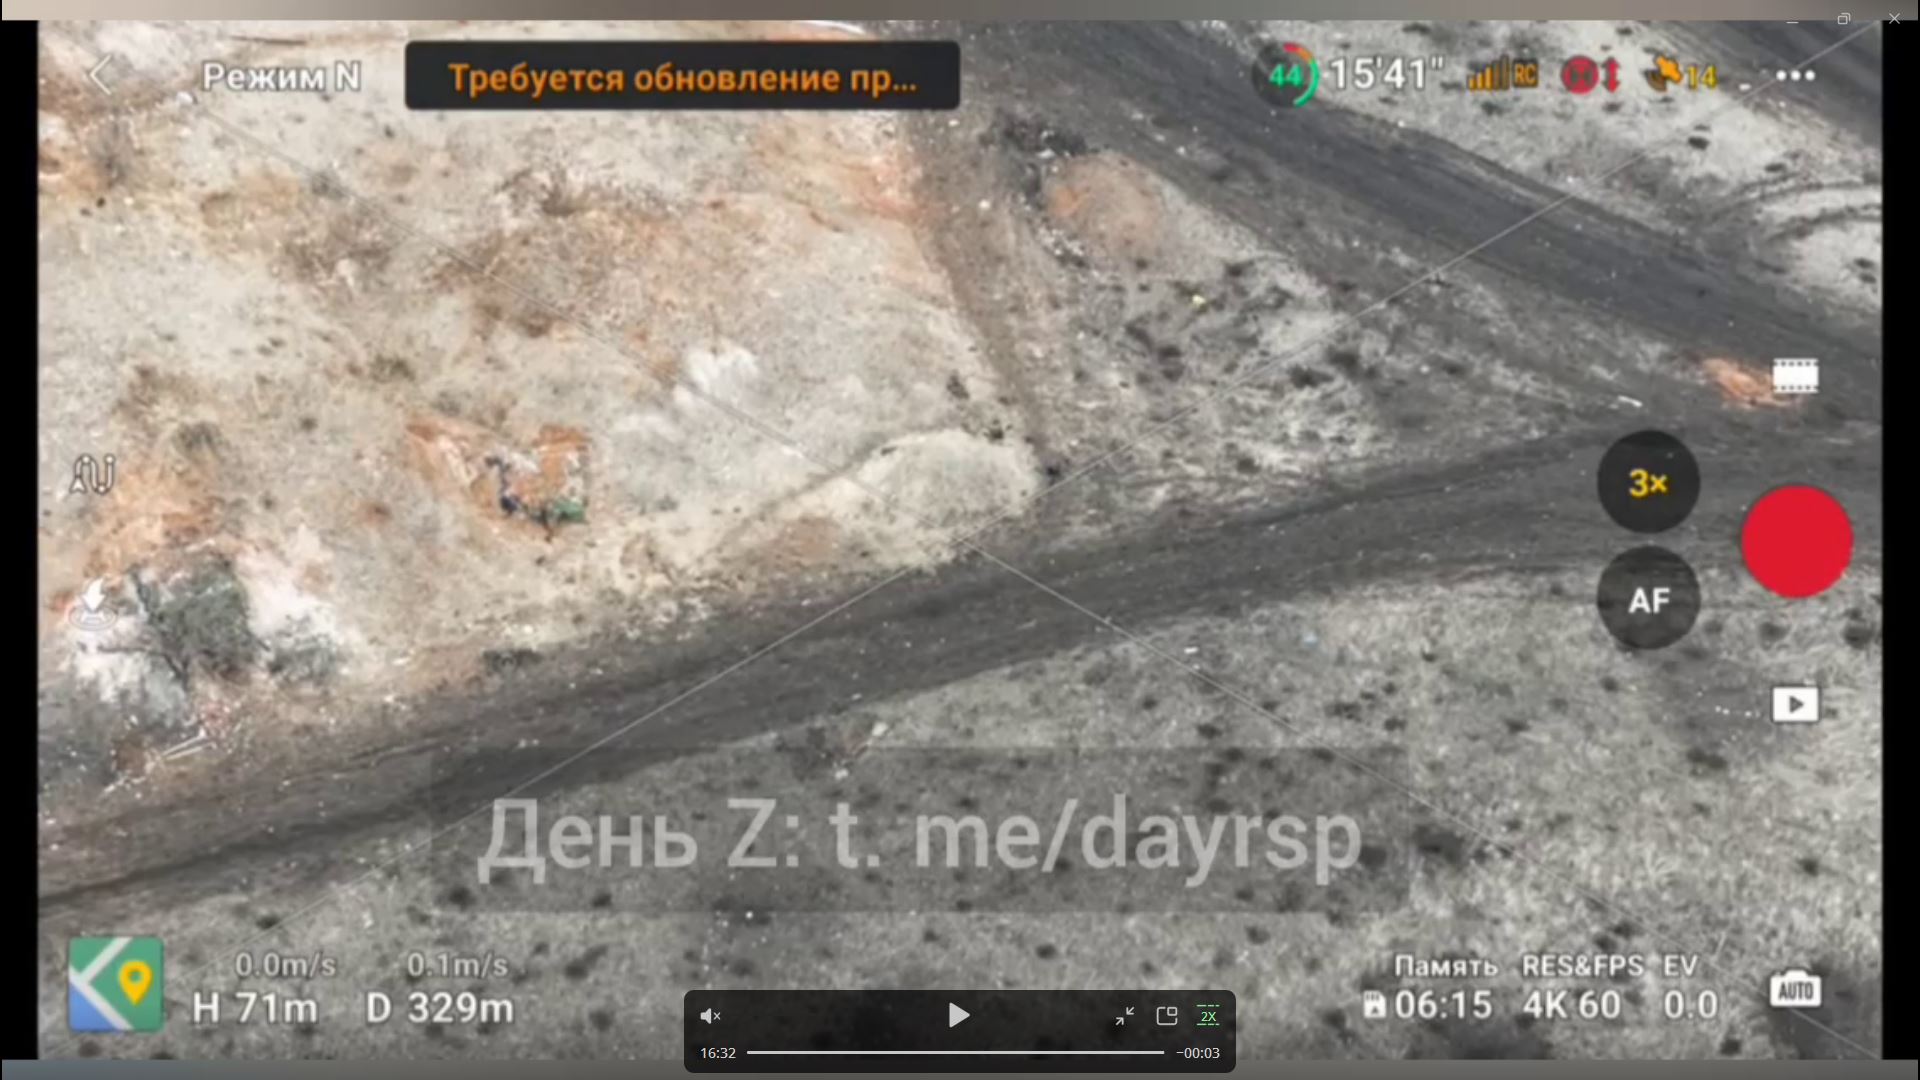 Режим N
Требуется обновление пр...
44
15'41"
RC
14
3×
AF
День Z: t. me/dayrsp
0.0m/s
0.1m/s
H 71m
D 329m
Память
RES&FPS
EV
06:15
4K 60
0.0
AUTO
2X
16:32
−00:03